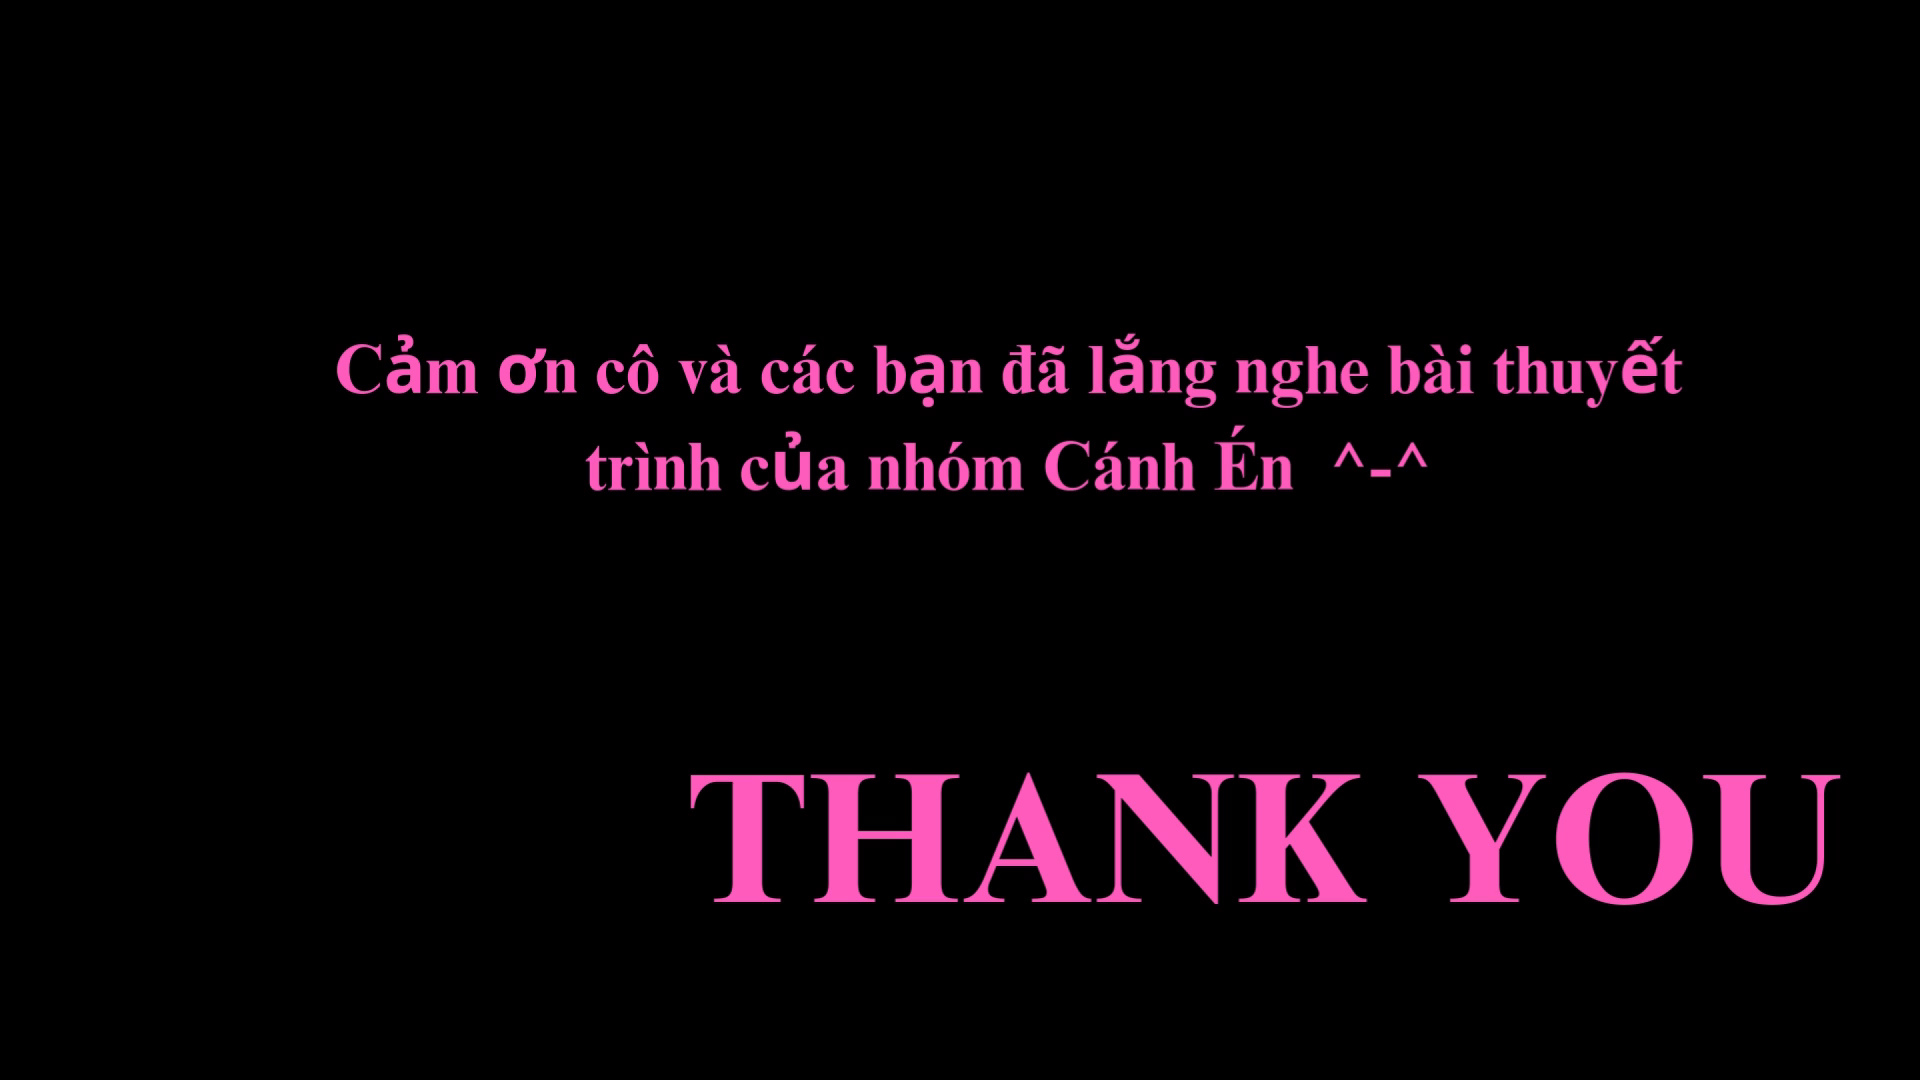 Cảm ơn cô và các bạn đã lắng nghe bài thuyết
trình của nhóm Cánh Én  ^-^
THANK YOU